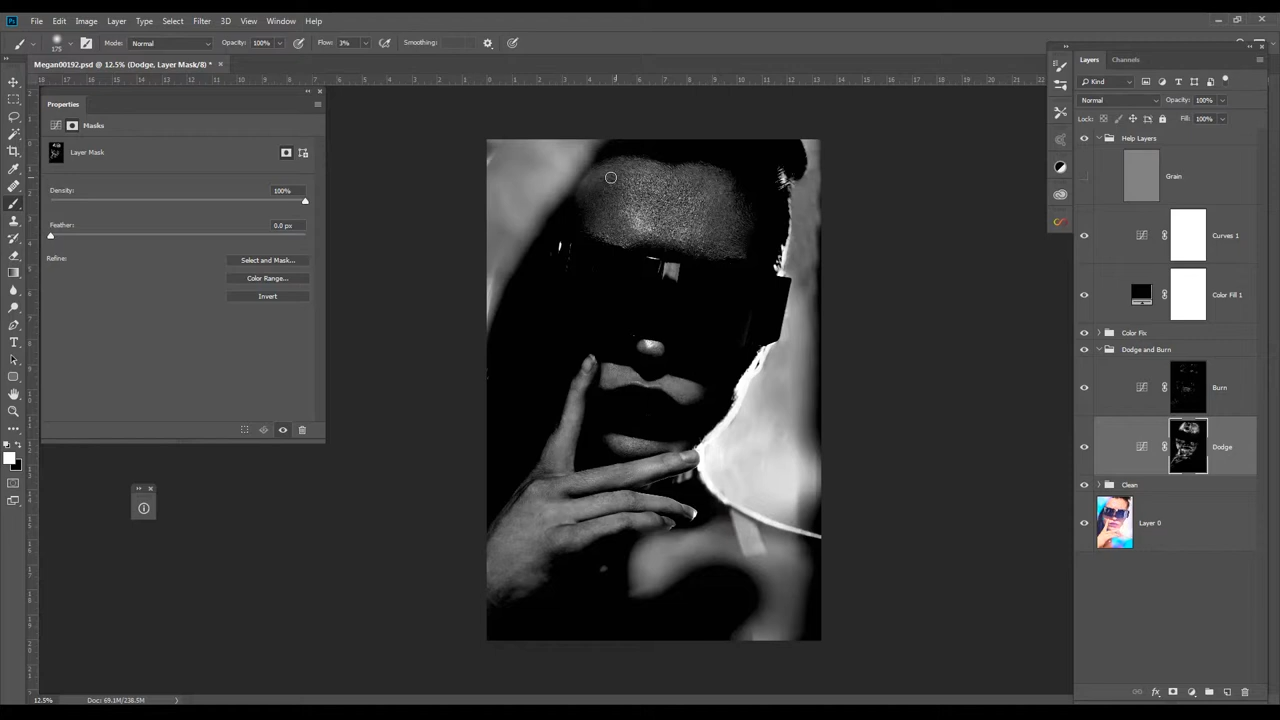 Ps File Edit Image Layer Type Select Filter 3D View Window Help
175 Mode: Normal Opacity: 100% Flow: 3% Smoothing:
Megan00192.psd @ 12.5% (Dodge, Layer Mask/8) *
Properties
Masks
Layer Mask
Density: 100%
Feather: 0.0 px
Refine: Select and Mask...
Color Range...
Invert
Layers Channels
Kind
Normal Opacity: 100%
Lock: Fill: 100%
Help Layers
Grain
Curves 1
Color Fill 1
Color Fix
Dodge and Burn
Burn
Dodge
Clean
Layer 0
12.5% Doc: 69.1M/238.5M